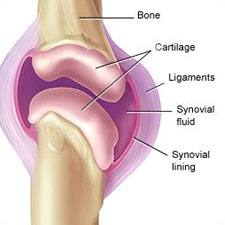 Bone
Cartilage
Ligaments
Synovial
fluid
Synovial
lining